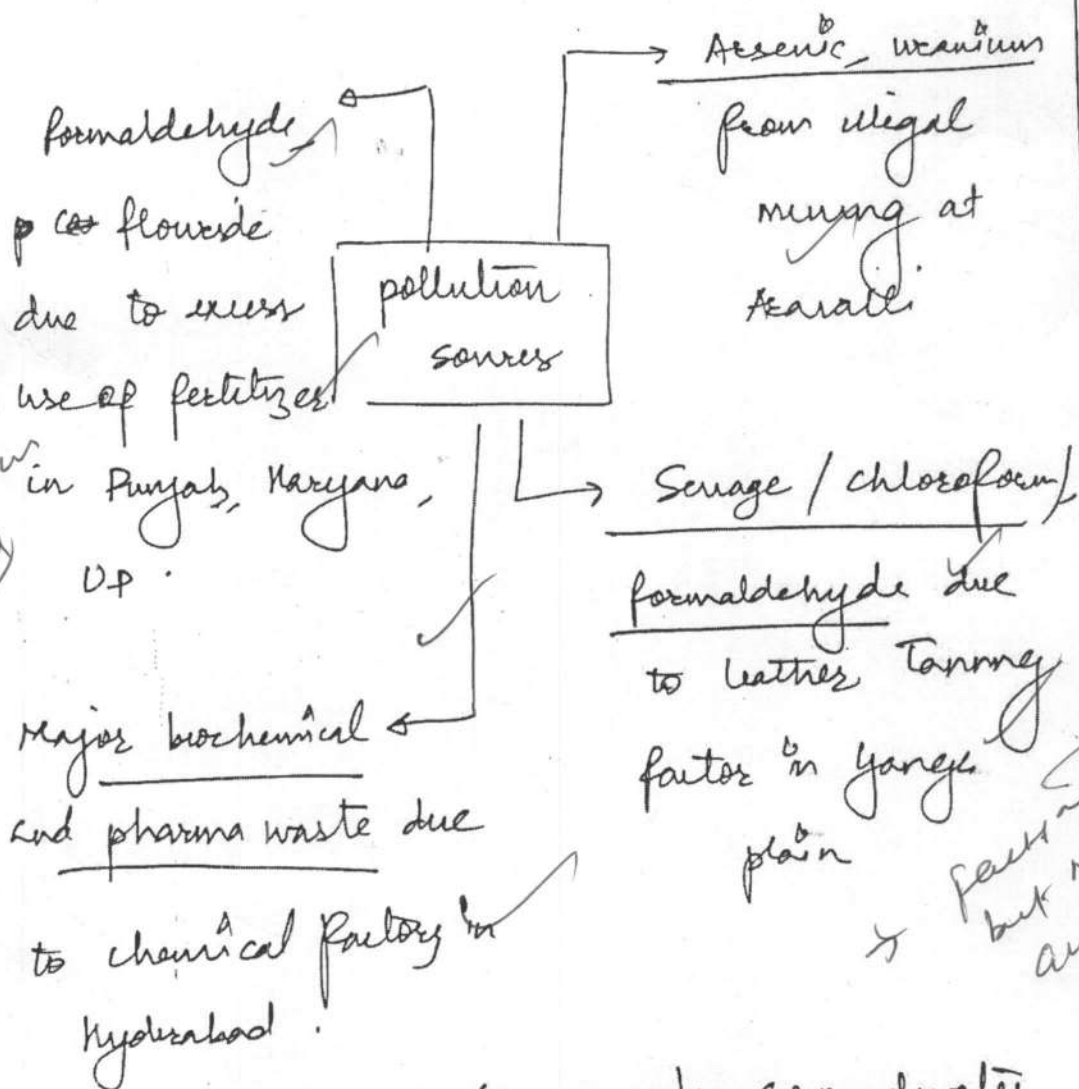 pollution
sources
formaldehyde
flouride
due to excess
use of fertilizer
in Punjab, Haryana,
UP.
Arsenic, uranium
from illegal
mining at
Aravalli.
Sewage / chloroform /
formaldehyde due
to leather Tanning
factor in Ganga
plain
Major biochemical
and pharma waste due
to chemical factory in
Hyderabad.
but